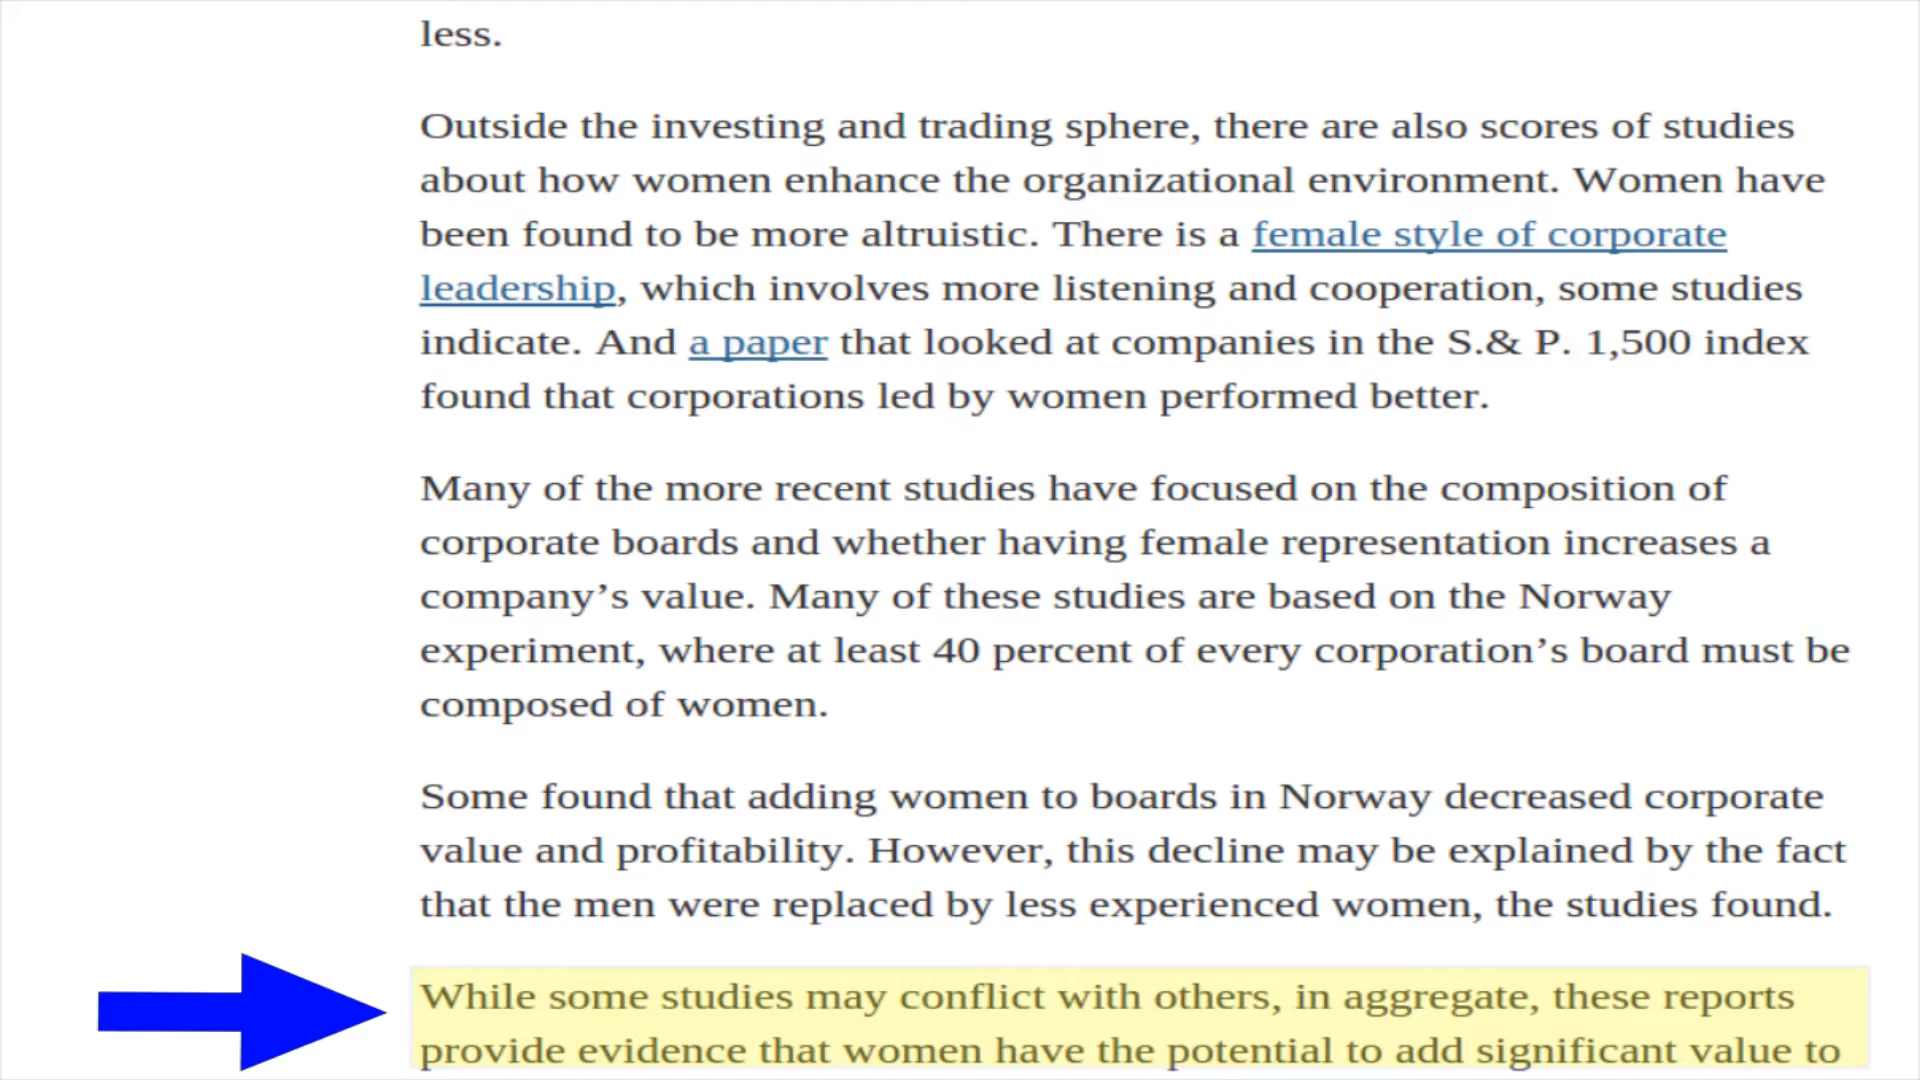 less.
Outside the investing and trading sphere, there are also scores of studies
about how women enhance the organizational environment. Women have
been found to be more altruistic. There is a female style of corporate
leadership, which involves more listening and cooperation, some studies
indicate. And a paper that looked at companies in the S.& P. 1,500 index
found that corporations led by women performed better.
Many of the more recent studies have focused on the composition of
corporate boards and whether having female representation increases a
company’s value. Many of these studies are based on the Norway
experiment, where at least 40 percent of every corporation’s board must be
composed of women.
Some found that adding women to boards in Norway decreased corporate
value and profitability. However, this decline may be explained by the fact
that the men were replaced by less experienced women, the studies found.
While some studies may conflict with others, in aggregate, these reports
provide evidence that women have the potential to add significant value to